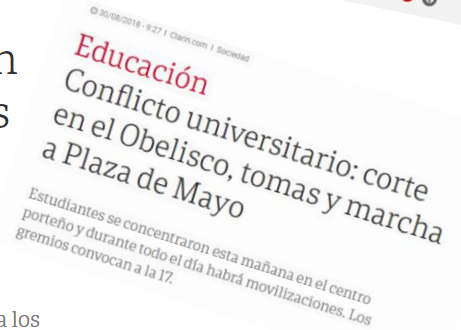 30/08/2018 - 9:27 | Clarin.com | Sociedad
Educación
Conflicto universitario: corte
en el Obelisco, tomas y marcha
a Plaza de Mayo
Estudiantes se concentraron esta mañana en el centro
porteño y durante todo el día habrá movilizaciones. Los
gremios convocan a la 17.
n
s
a los